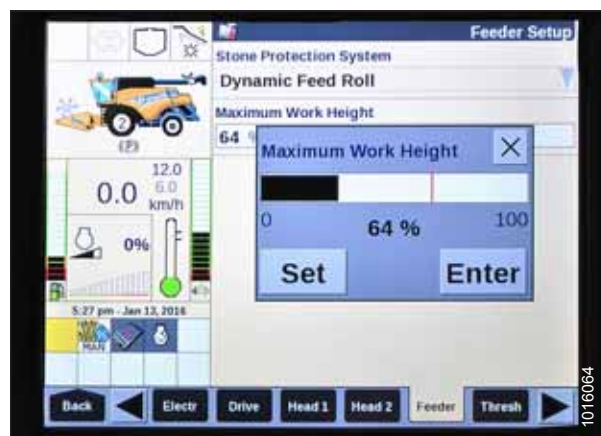 Feeder Setup
Stone Protection System
Dynamic Feed Roll
Maximum Work Height
64 %
Maximum Work Height
0
64 %
100
Set
Enter
2
(P)
12.0
6.0
0.0
km/h
0%
5:27 pm - Jan 13, 2016
MAN
Back
Electr
Drive
Head 1
Head 2
Feeder
Thresh
1016064